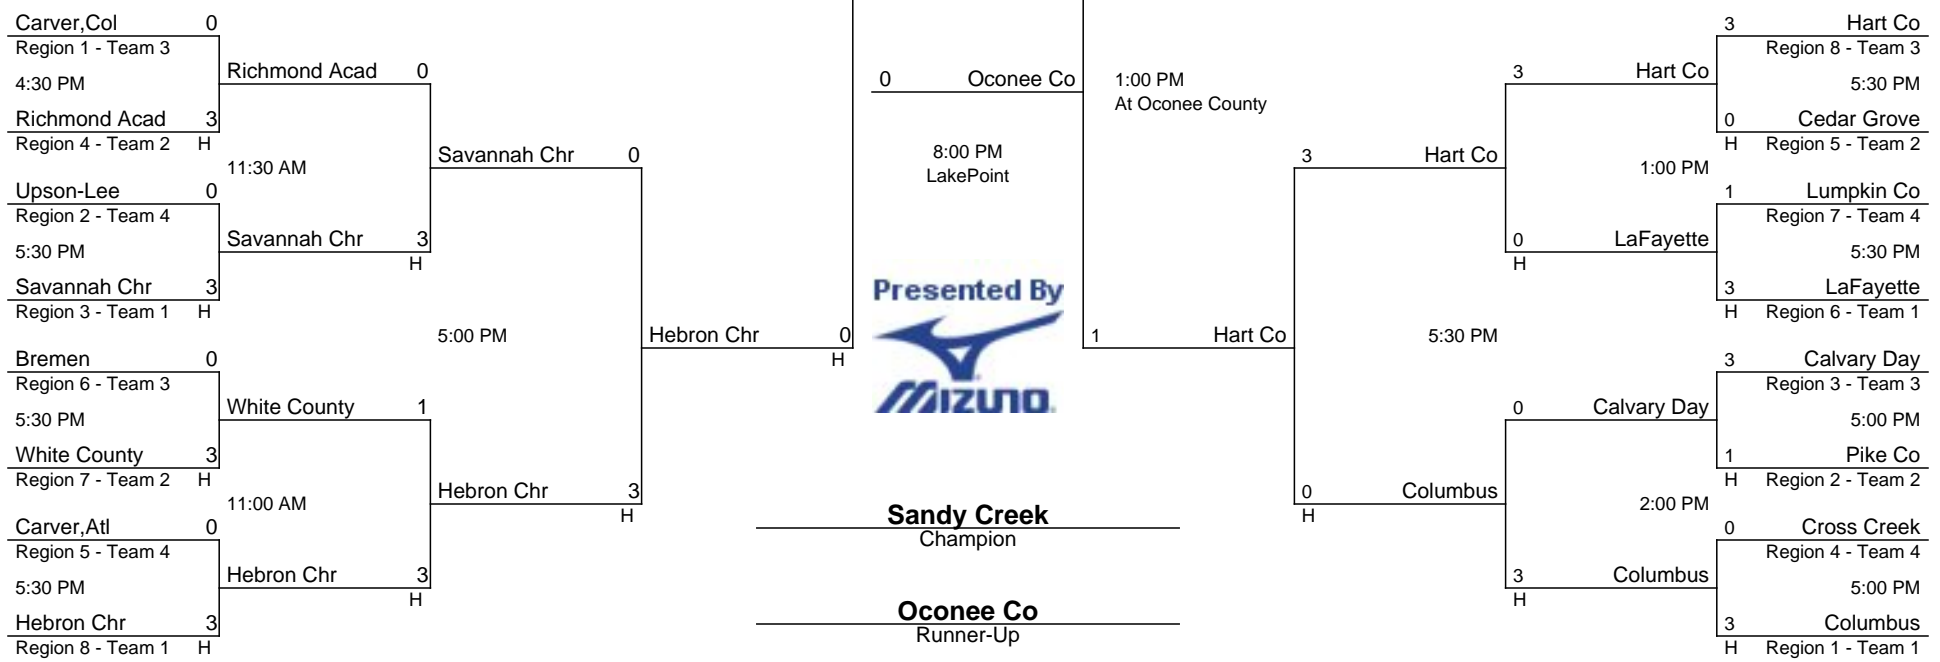 Carver,Col 0
Region 1 - Team 3
4:30 PM
Richmond Acad 3
Region 4 - Team 2 H
Upson-Lee 0
Region 2 - Team 4
5:30 PM
Savannah Chr 3
Region 3 - Team 1 H
Bremen 0
Region 6 - Team 3
5:30 PM
White County 3
Region 7 - Team 2 H
Carver,Atl 0
Region 5 - Team 4
5:30 PM
Hebron Chr 3
Region 8 - Team 1 H
Richmond Acad 0
11:30 AM
Savannah Chr 3
H
White County 1
11:00 AM
Hebron Chr 3
H
Savannah Chr 0
5:00 PM
Hebron Chr 3
H
Hebron Chr 0
H
0 Oconee Co
8:00 PM
LakePoint
Presented By
MIZUNO
Sandy Creek
Champion
Oconee Co
Runner-Up
1:00 PM
At Oconee County
1 Hart Co
3 Hart Co
5:30 PM
0 Columbus
H
3 Hart Co
1:00 PM
0 LaFayette
H
0 Calvary Day
2:00 PM
3 Columbus
H
3 Hart Co
Region 8 - Team 3
5:30 PM
0 Cedar Grove
H Region 5 - Team 2
1 Lumpkin Co
Region 7 - Team 4
5:30 PM
3 LaFayette
H Region 6 - Team 1
3 Calvary Day
Region 3 - Team 3
5:00 PM
1 Pike Co
H Region 2 - Team 2
0 Cross Creek
Region 4 - Team 4
5:00 PM
3 Columbus
H Region 1 - Team 1